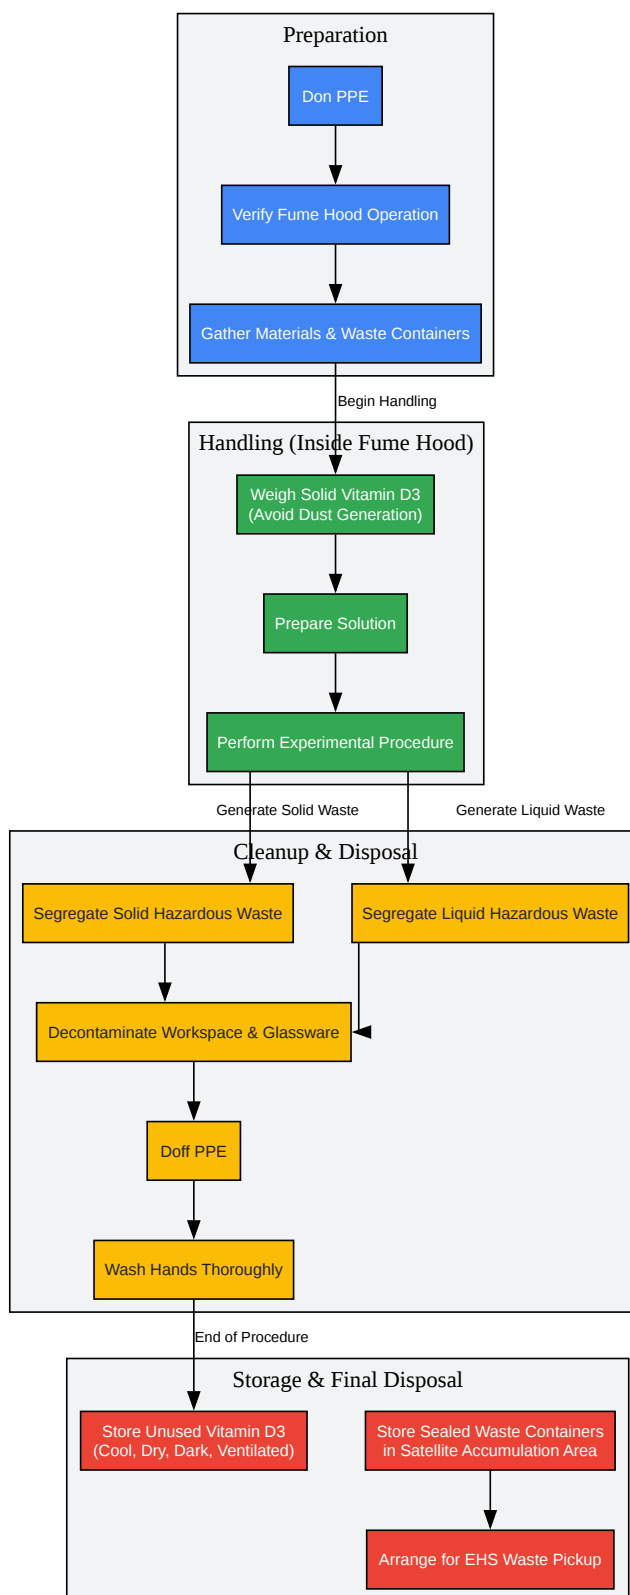 Preparation
Don PPE
Verify Fume Hood Operation
Gather Materials & Waste Containers
Begin Handling
Handling (Inside Fume Hood)
Weigh Solid Vitamin D3
(Avoid Dust Generation)
Prepare Solution
Perform Experimental Procedure
Generate Solid Waste
Generate Liquid Waste
Cleanup & Disposal
Segregate Solid Hazardous Waste
Segregate Liquid Hazardous Waste
Decontaminate Workspace & Glassware
Doff PPE
Wash Hands Thoroughly
End of Procedure
Storage & Final Disposal
Store Unused Vitamin D3
(Cool, Dry, Dark, Ventilated)
Store Sealed Waste Containers
in Satellite Accumulation Area
Arrange for EHS Waste Pickup